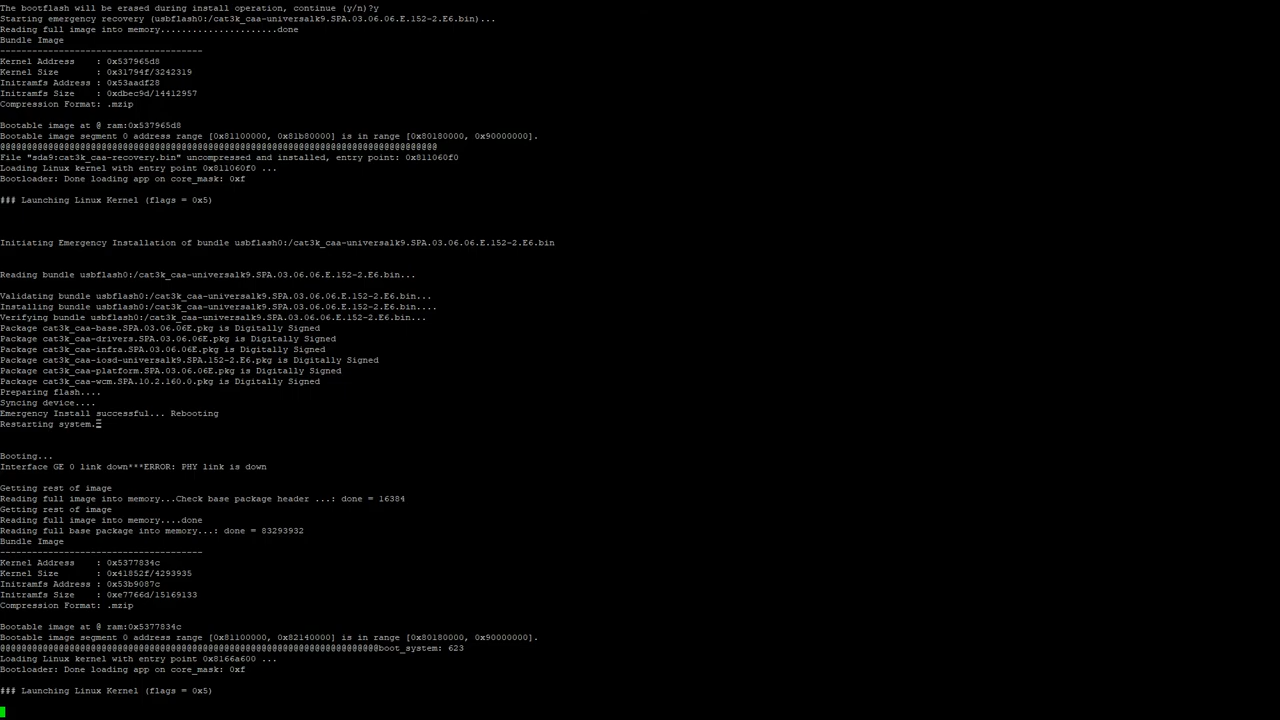 The bootflash will be erased during install operation, continue (y/n)?y
Starting emergency recovery (usbflash0:/cat3k_caa-universalk9.SPA.03.06.06.E.152-2.E6.bin)...
Reading full image into memory......................done
Bundle Image
--------------------------------------
Kernel Address    : 0x537965d8
Kernel Size       : 0x31794f/3242319
Initramfs Address : 0x53aadf28
Initramfs Size    : 0xdbec9d/14412957
Compression Format: .mzip

Bootable image at @ ram:0x537965d8
Bootable image segment 0 address range [0x81100000, 0x81b80000] is in range [0x80180000, 0x90000000].
@@@@@@@@@@@@@@@@@@@@@@@@@@@@@@@@@@@@@@@@@@@@@@@@@@@@@@@@@@@@@@@@@@@@@@@@@@@@@@@@@@
File "sda9:cat3k_caa-recovery.bin" uncompressed and installed, entry point: 0x811060f0
Loading Linux kernel with entry point 0x811060f0 ...
Bootloader: Done loading app on core_mask: 0xf

### Launching Linux Kernel (flags = 0x5)

Initiating Emergency Installation of bundle usbflash0:/cat3k_caa-universalk9.SPA.03.06.06.E.152-2.E6.bin

Reading bundle usbflash0:/cat3k_caa-universalk9.SPA.03.06.06.E.152-2.E6.bin...

Validating bundle usbflash0:/cat3k_caa-universalk9.SPA.03.06.06.E.152-2.E6.bin...
Installing bundle usbflash0:/cat3k_caa-universalk9.SPA.03.06.06.E.152-2.E6.bin....
Verifying bundle usbflash0:/cat3k_caa-universalk9.SPA.03.06.06.E.152-2.E6.bin...
Package cat3k_caa-base.SPA.03.06.06E.pkg is Digitally Signed
Package cat3k_caa-drivers.SPA.03.06.06E.pkg is Digitally Signed
Package cat3k_caa-infra.SPA.03.06.06E.pkg is Digitally Signed
Package cat3k_caa-iosd-universalk9.SPA.152-2.E6.pkg is Digitally Signed
Package cat3k_caa-platform.SPA.03.06.06E.pkg is Digitally Signed
Package cat3k_caa-wcm.SPA.10.2.160.0.pkg is Digitally Signed
Preparing flash....
Syncing device....
Emergency Install successful... Rebooting
Restarting system.

Booting...
Interface GE 0 link down***ERROR: PHY link is down

Getting rest of image
Reading full image into memory...Check base package header ...: done = 16384
Getting rest of image
Reading full image into memory....done
Reading full base package into memory...: done = 83293932
Bundle Image
--------------------------------------
Kernel Address    : 0x5377834c
Kernel Size       : 0x41852f/4293935
Initramfs Address : 0x53b9087c
Initramfs Size    : 0xe7766d/15169133
Compression Format: .mzip

Bootable image at @ ram:0x5377834c
Bootable image segment 0 address range [0x81100000, 0x82140000] is in range [0x80180000, 0x90000000].
@@@@@@@@@@@@@@@@@@@@@@@@@@@@@@@@@@@@@@@@@@@@@@@@@@@@@@@@@@@@@@@@@@@@@@@boot_system: 623
Loading Linux kernel with entry point 0x8166a600 ...
Bootloader: Done loading app on core_mask: 0xf

### Launching Linux Kernel (flags = 0x5)